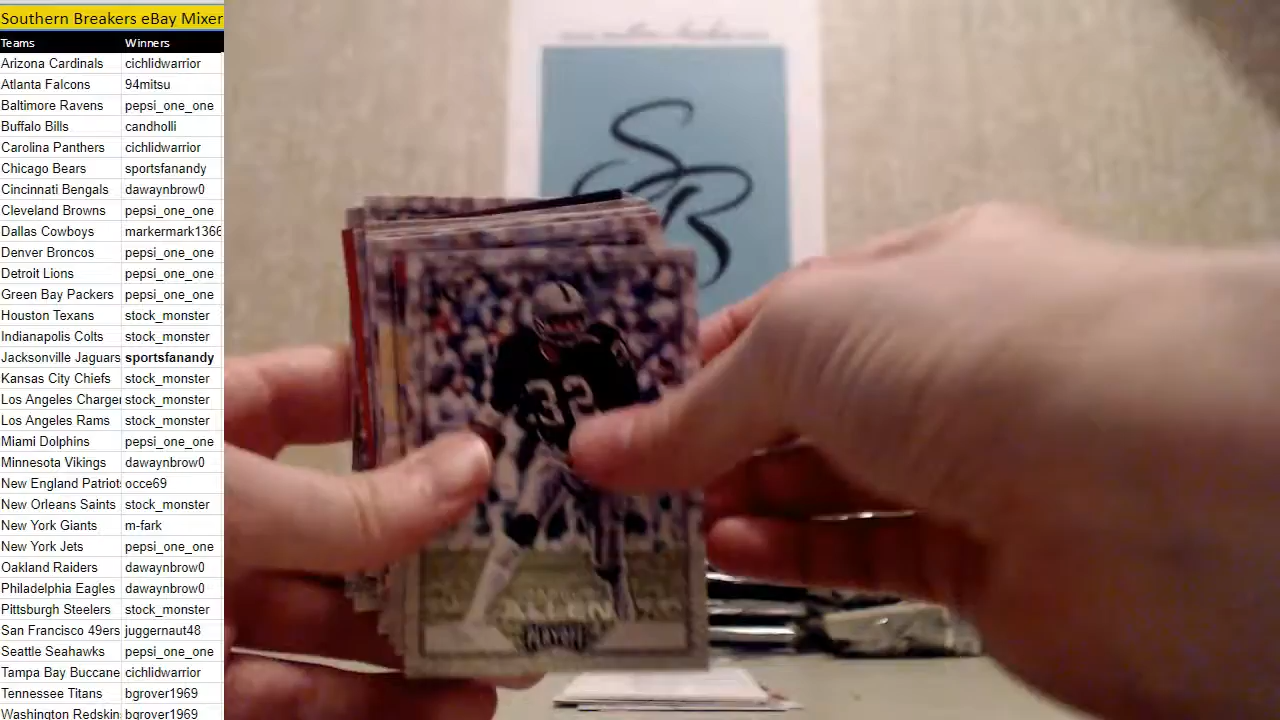 Southern Breakers eBay Mixer
Teams Winners
Arizona Cardinals cichlidwarrior
Atlanta Falcons 94mitsu
Baltimore Ravens pepsi_one_one
Buffalo Bills candholli
Carolina Panthers cichlidwarrior
Chicago Bears sportsfanandy
Cincinnati Bengals dawaynbrow0
Cleveland Browns pepsi_one_one
Dallas Cowboys markermark1366
Denver Broncos pepsi_one_one
Detroit Lions pepsi_one_one
Green Bay Packers pepsi_one_one
Houston Texans stock_monster
Indianapolis Colts stock_monster
Jacksonville Jaguars sportsfanandy
Kansas City Chiefs stock_monster
Los Angeles Charger stock_monster
Los Angeles Rams stock_monster
Miami Dolphins pepsi_one_one
Minnesota Vikings dawaynbrow0
New England Patriots occe69
New Orleans Saints stock_monster
New York Giants m-fark
New York Jets pepsi_one_one
Oakland Raiders dawaynbrow0
Philadelphia Eagles dawaynbrow0
Pittsburgh Steelers stock_monster
San Francisco 49ers juggernaut48
Seattle Seahawks pepsi_one_one
Tampa Bay Buccane cichlidwarrior
Tennessee Titans bgrover1969
Washington Redskin bgrover1969
SB
32
ALLEN
PLAYOFF